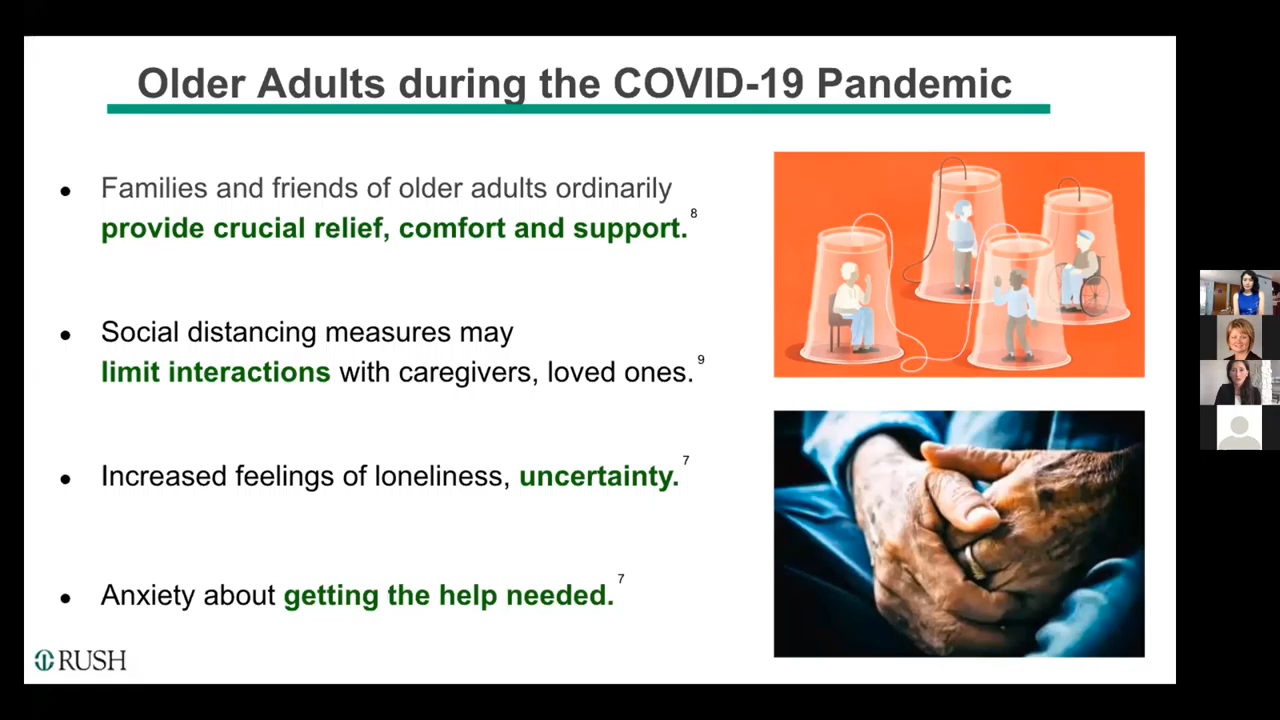 Older Adults during the COVID-19 Pandemic
● Families and friends of older adults ordinarily
provide crucial relief, comfort and support.⁸
● Social distancing measures may
limit interactions with caregivers, loved ones.⁹
● Increased feelings of loneliness, uncertainty.⁷
● Anxiety about getting the help needed.⁷
RUSH